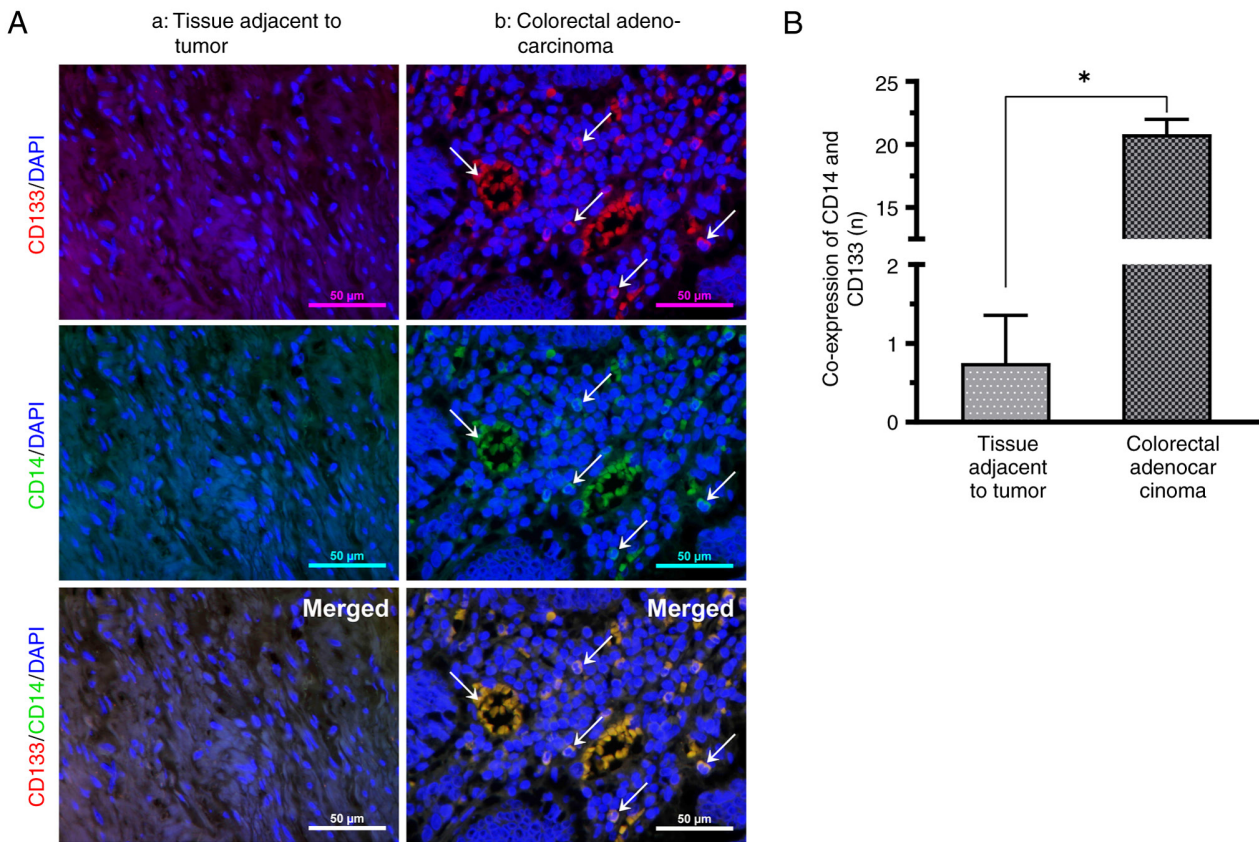 A
a: Tissue adjacent to
tumor
b: Colorectal adeno-
carcinoma
CD133/DAPI
50 µm
50 µm
CD14/DAPI
50 µm
50 µm
CD133/CD14/DAPI
Merged
50 µm
Merged
50 µm
B
*
Co-expression of CD14 and
CD133 (n)
25
20
15
2
1
0
Tissue
adjacent
to tumor
Colorectal
adenocar
cinoma